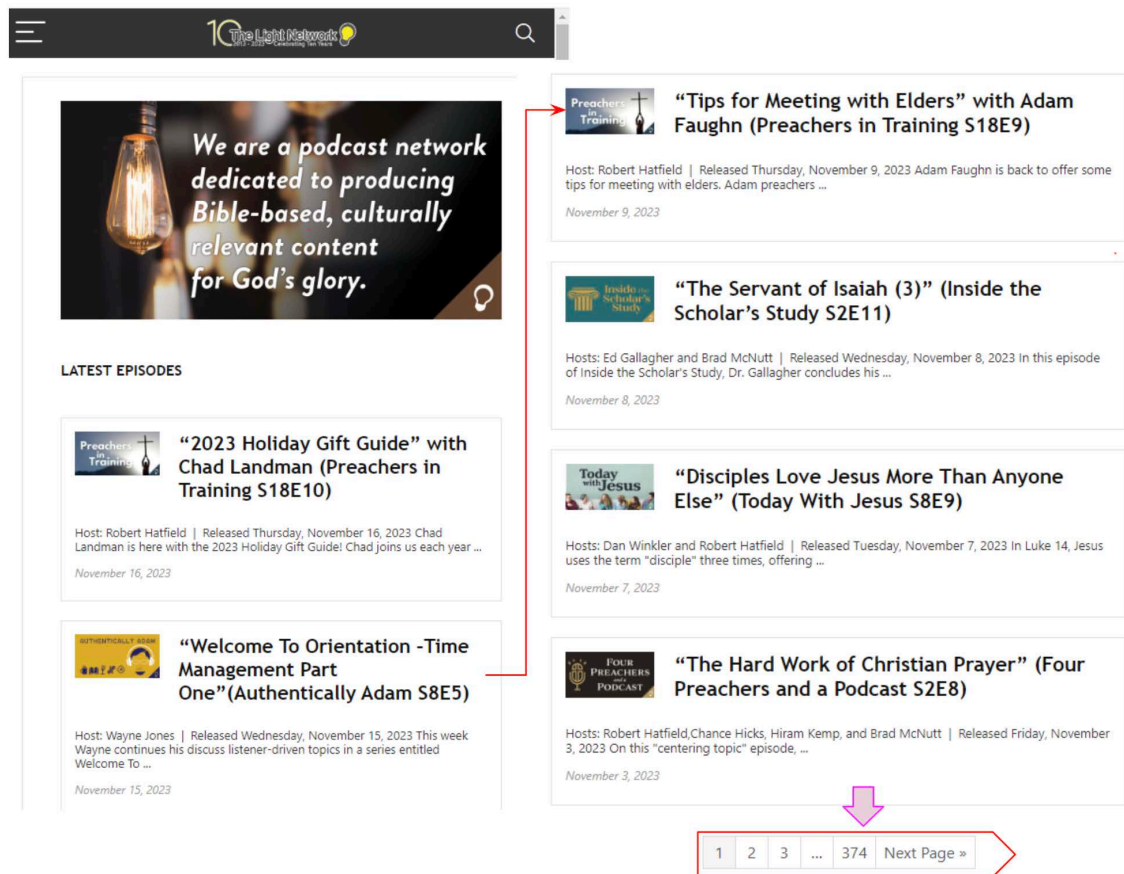 10 The Light Network
2013 - 2023 Celebrating Ten Years
We are a podcast network
dedicated to producing
Bible-based, culturally
relevant content
for God's glory.
LATEST EPISODES
Preachers
in
Training
“2023 Holiday Gift Guide” with
Chad Landman (Preachers in
Training S18E10)
Host: Robert Hatfield | Released Thursday, November 16, 2023 Chad
Landman is here with the 2023 Holiday Gift Guide! Chad joins us each year ...
November 16, 2023
AUTHENTICALLY ADAM
“Welcome To Orientation -Time
Management Part
One”(Authentically Adam S8E5)
Host: Wayne Jones | Released Wednesday, November 15, 2023 This week
Wayne continues his discuss listener-driven topics in a series entitled
Welcome To ...
November 15, 2023
Preachers
in
Training
“Tips for Meeting with Elders” with Adam
Faughn (Preachers in Training S18E9)
Host: Robert Hatfield | Released Thursday, November 9, 2023 Adam Faughn is back to offer some
tips for meeting with elders. Adam preachers ...
November 9, 2023
Inside the
Scholar's
Study
“The Servant of Isaiah (3)” (Inside the
Scholar’s Study S2E11)
Hosts: Ed Gallagher and Brad McNutt | Released Wednesday, November 8, 2023 In this episode
of Inside the Scholar's Study, Dr. Gallagher concludes his ...
November 8, 2023
Today
with Jesus
“Disciples Love Jesus More Than Anyone
Else” (Today With Jesus S8E9)
Hosts: Dan Winkler and Robert Hatfield | Released Tuesday, November 7, 2023 In Luke 14, Jesus
uses the term "disciple" three times, offering ...
November 7, 2023
FOUR
PREACHERS
and a
PODCAST
“The Hard Work of Christian Prayer” (Four
Preachers and a Podcast S2E8)
Hosts: Robert Hatfield,Chance Hicks, Hiram Kemp, and Brad McNutt | Released Friday, November
3, 2023 On this "centering topic" episode, ...
November 3, 2023
1 2 3 ... 374 Next Page »